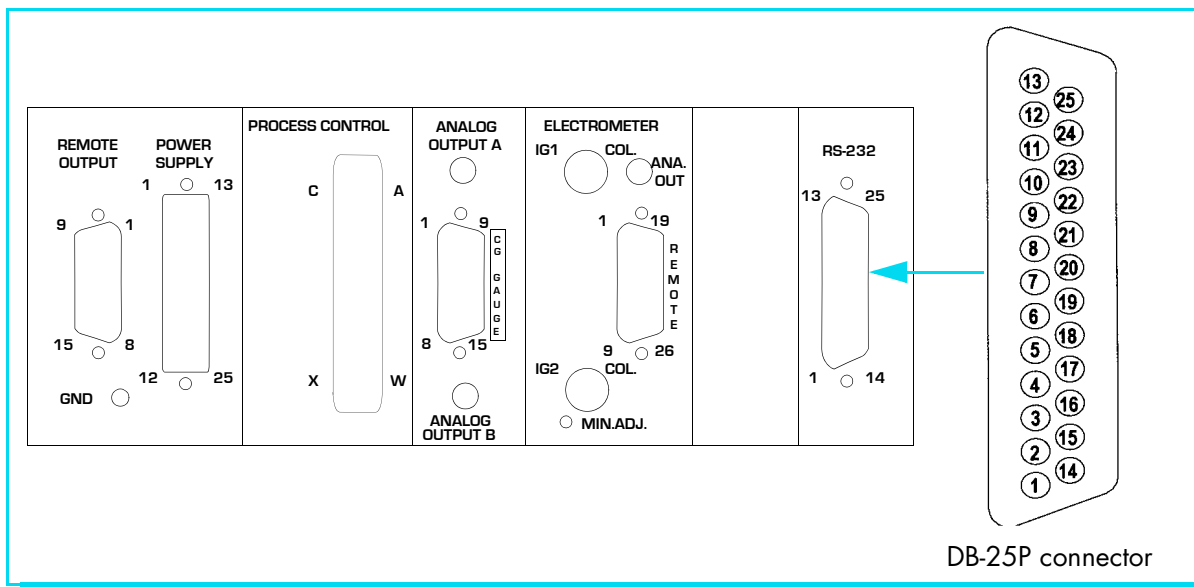 REMOTE
OUTPUT
9
1
15
8
GND
POWER
SUPPLY
1
13
12
25
PROCESS CONTROL
C
A
X
W
ANALOG
OUTPUT A
1
9
CG GAUGE
8
15
ANALOG
OUTPUT B
ELECTROMETER
IG1
COL.
ANA.
OUT
1
19
REMOTE
9
26
IG2
COL.
MIN.ADJ.
RS-232
13
25
1
14
13
25
12
24
11
23
10
22
9
21
8
20
7
19
6
18
5
17
4
16
3
15
2
14
1
DB-25P connector